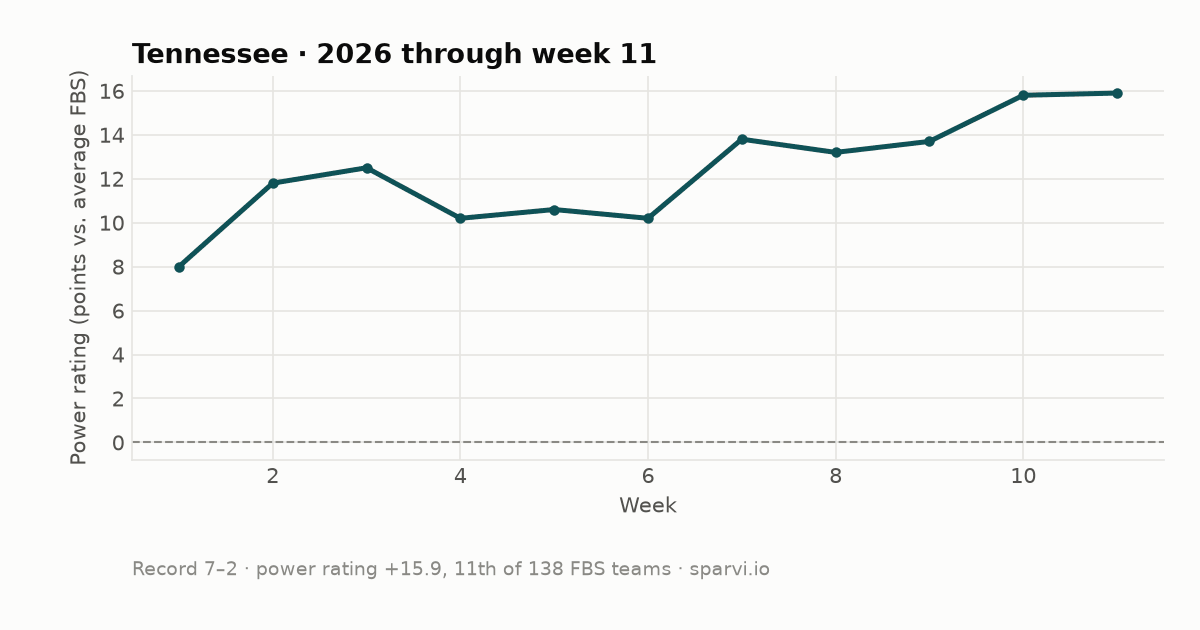 Tennessee · 2026 through week 11
Power rating (points vs. average FBS)
16
14
12
10
8
6
4
2
0
2 4 6 8 10
Week
Record 7–2 · power rating +15.9, 11th of 138 FBS teams · sparvi.io